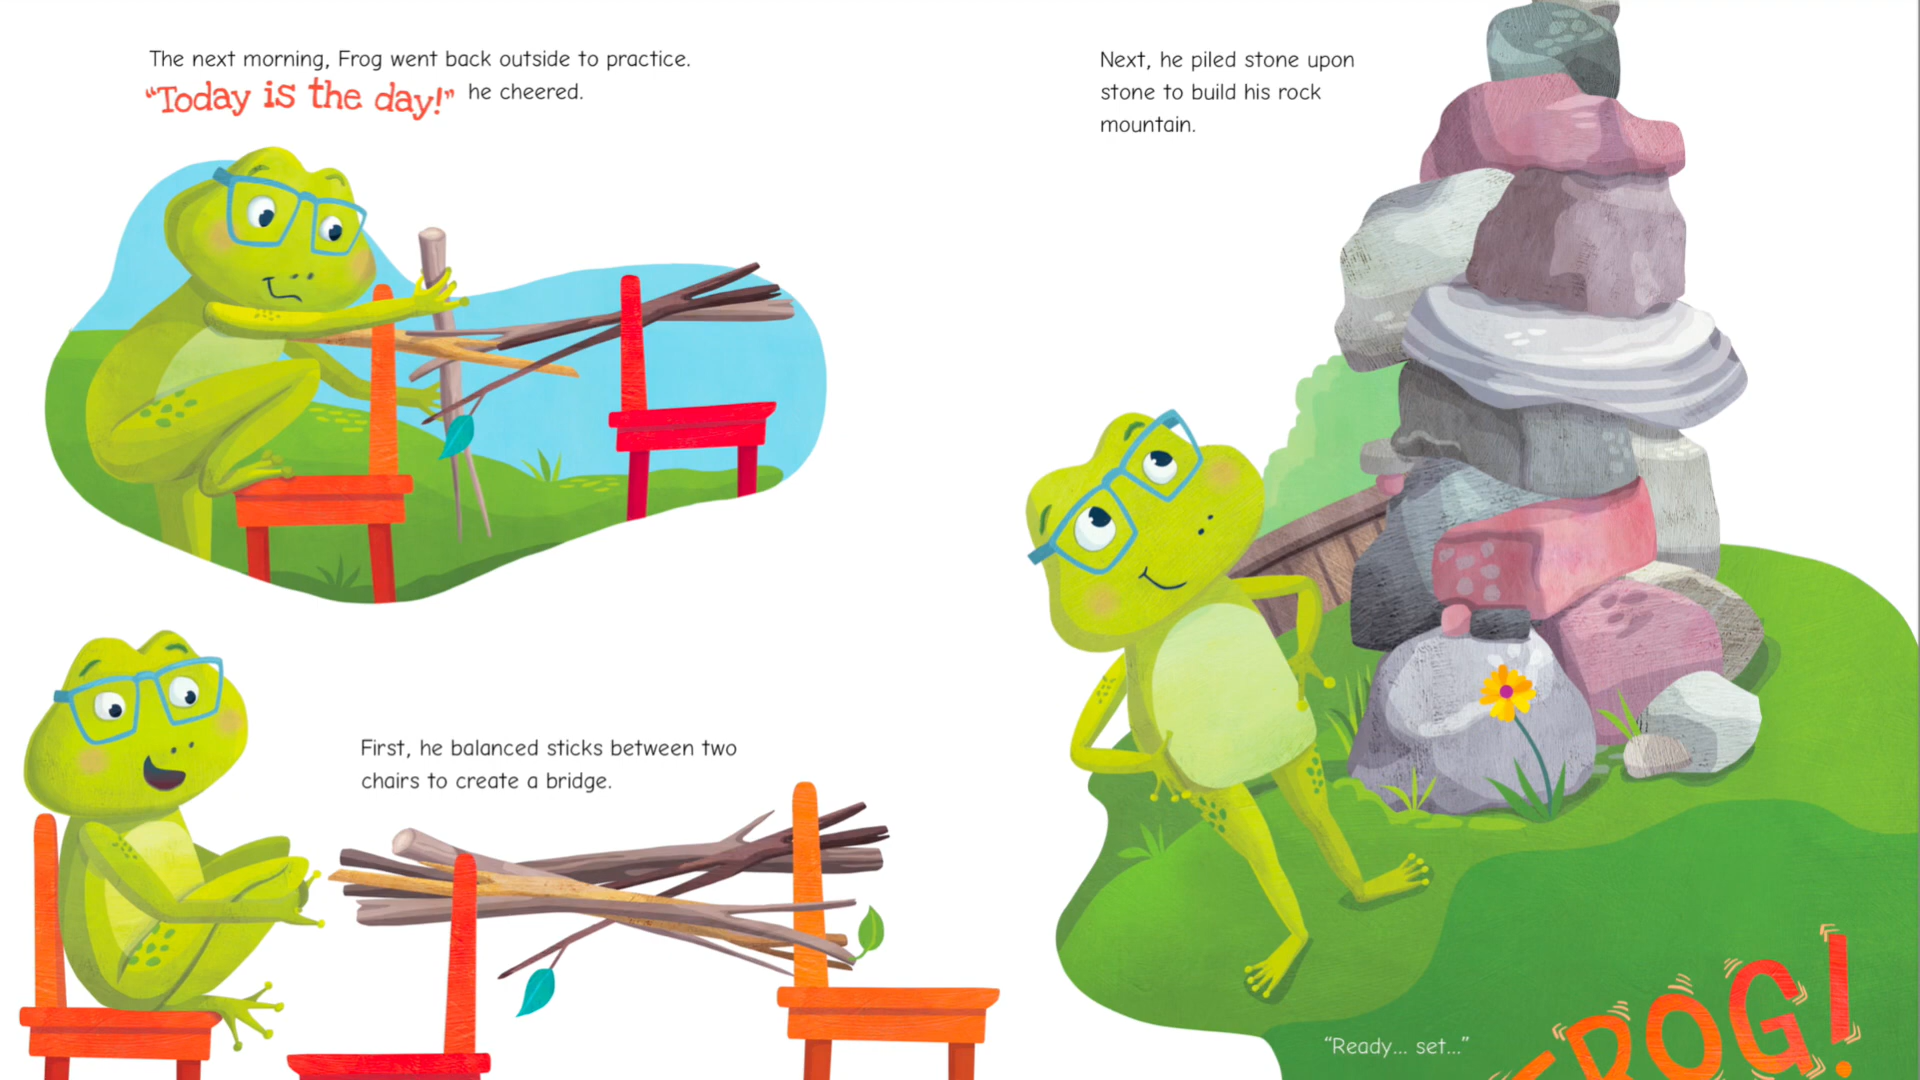 The next morning, Frog went back outside to practice.
“Today is the day!” he cheered.
First, he balanced sticks between two
chairs to create a bridge.
Next, he piled stone upon
stone to build his rock
mountain.
“Ready... set...”
FROG!